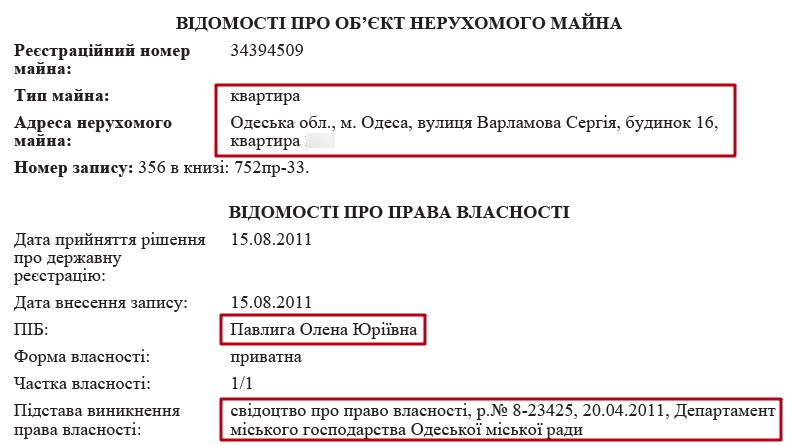 ВІДОМОСТІ ПРО ОБ’ЄКТ НЕРУХОМОГО МАЙНА
Реєстраційний номер майна: 34394509
Тип майна: квартира
Адреса нерухомого майна: Одеська обл., м. Одеса, вулиця Варламова Сергія, будинок 16, квартира
Номер запису: 356 в книзі: 752пр-33.
ВІДОМОСТІ ПРО ПРАВА ВЛАСНОСТІ
Дата прийняття рішення про державну реєстрацію: 15.08.2011
Дата внесення запису: 15.08.2011
ПІБ: Павлига Олена Юріївна
Форма власності: приватна
Частка власності: 1/1
Підстава виникнення права власності: свідоцтво про право власності, р.№ 8-23425, 20.04.2011, Департамент міського господарства Одеської міської ради